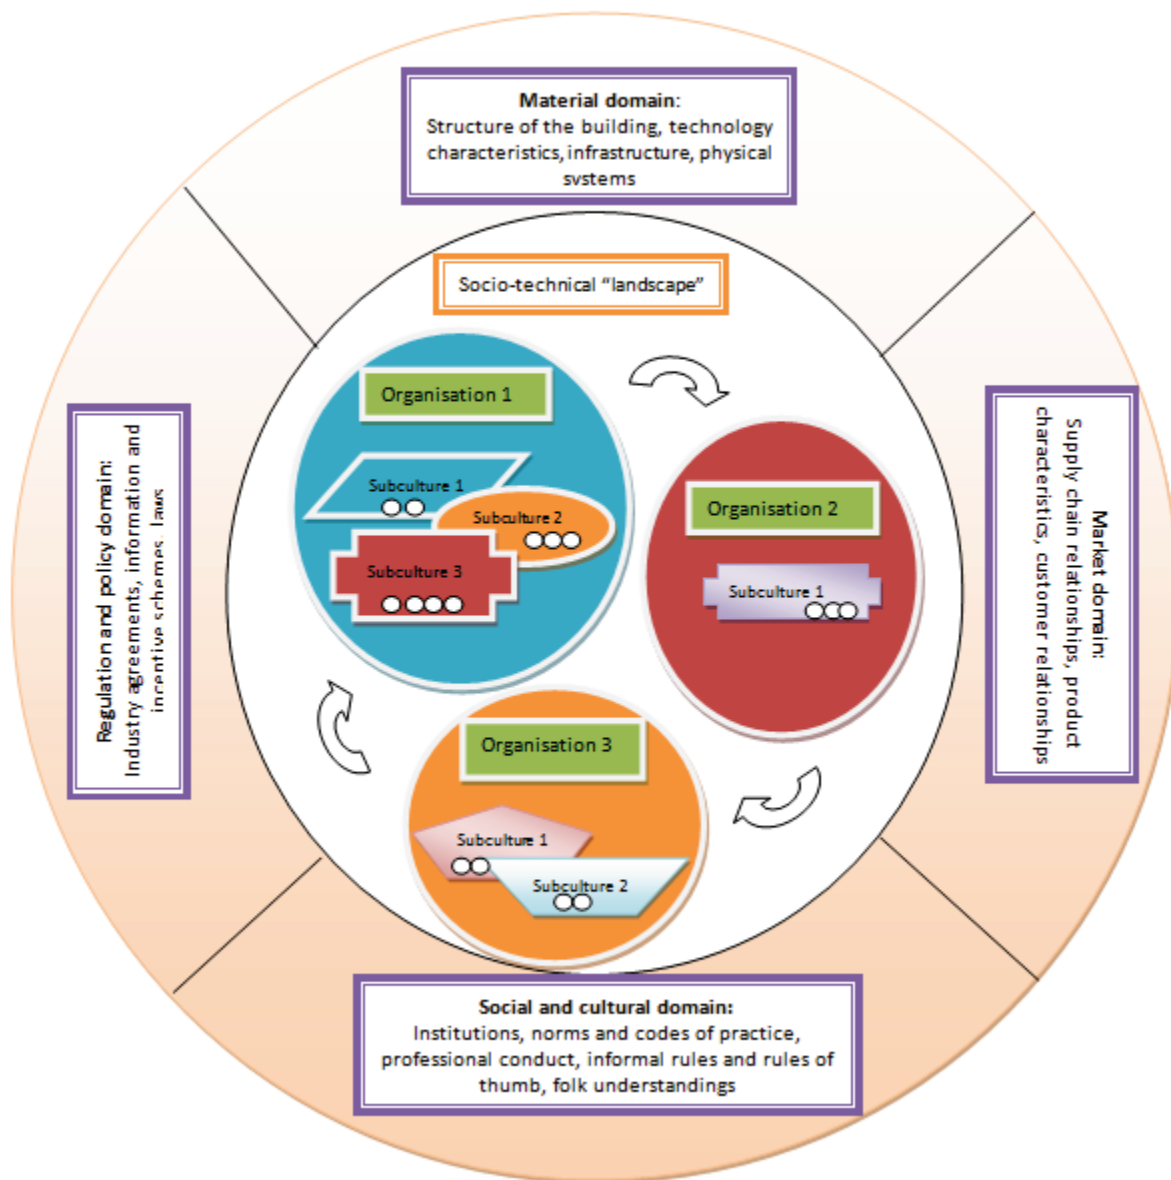 Material domain:
Structure of the building, technology
characteristics, infrastructure, physical
systems
Socio-technical “landscape”
Organisation 1
Subculture 1
Subculture 2
Subculture 3
Organisation 2
Subculture 1
Organisation 3
Subculture 1
Subculture 2
Regulation and policy domain:
Industry agreements, information and
incentive schemes, laws
Market domain:
Supply chain relationships, product
characteristics, customer relationships
Social and cultural domain:
Institutions, norms and codes of practice,
professional conduct, informal rules and rules of
thumb, folk understandings